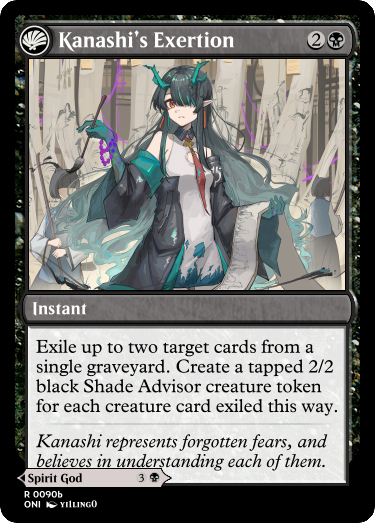 Kanashi's Exertion 2
Instant
Exile up to two target cards from a
single graveyard. Create a tapped 2/2
black Shade Advisor creature token
for each creature card exiled this way.
Kanashi represents forgotten fears, and
believes in understanding each of them.
Spirit God 3
R 0090b
ONI YILINGO